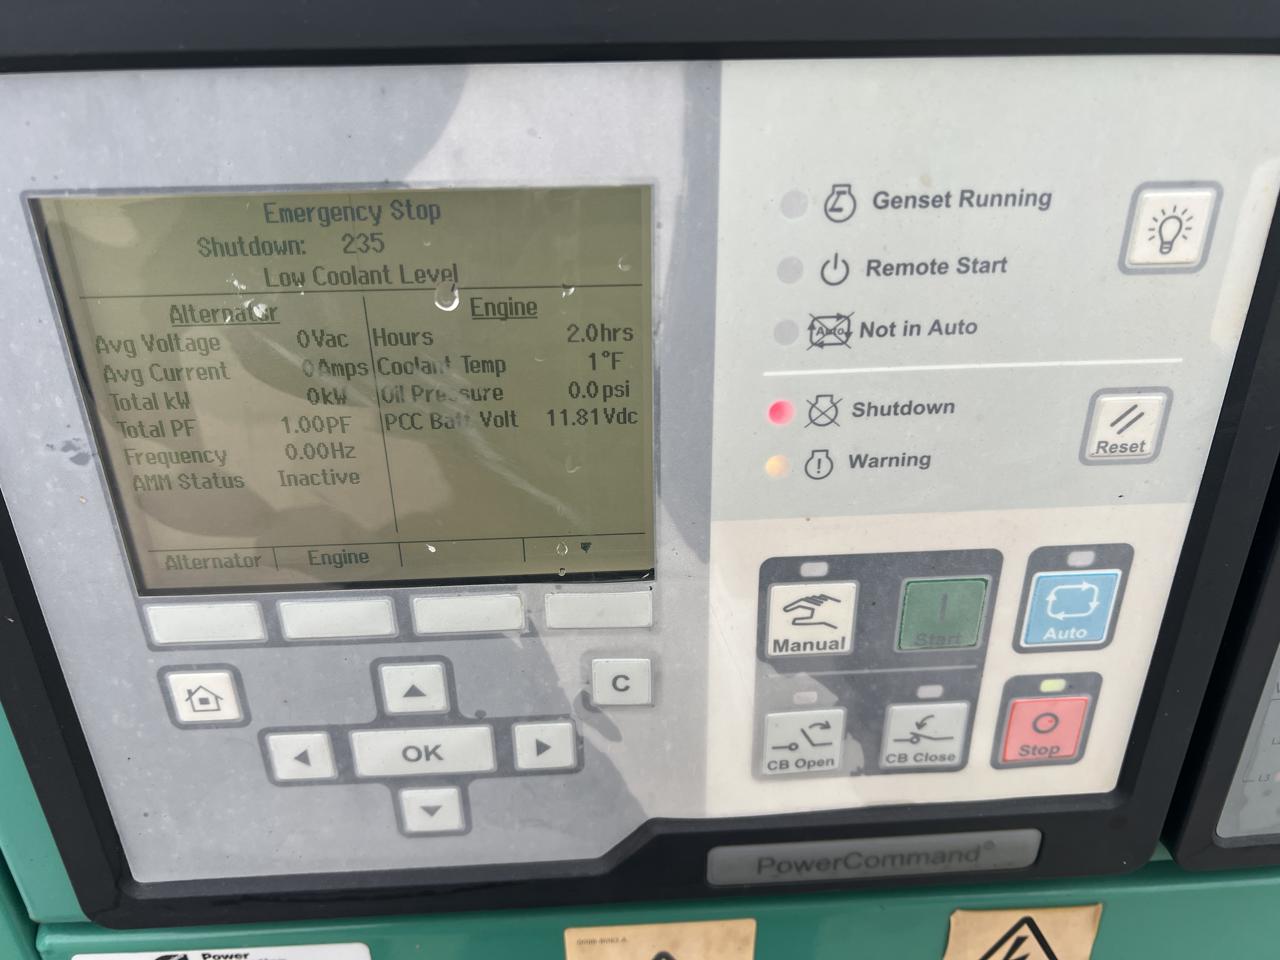 Emergency Stop
Shutdown: 235
Low Coolant Level
Alternator
Avg Voltage 0Vac
Avg Current 0Amps
Total kW 0kW
Total PF 1.00PF
Frequency 0.00Hz
AMM Status Inactive
Engine
Hours 2.0hrs
Coolant Temp 1°F
Oil Pressure 0.0psi
PCC Batt Volt 11.81Vdc
Alternator Engine
C
OK
Genset Running
Remote Start
Auto Not in Auto
Shutdown
Warning
Reset
Manual
Start
Auto
CB Open
CB Close
Stop
PowerCommand®
Power